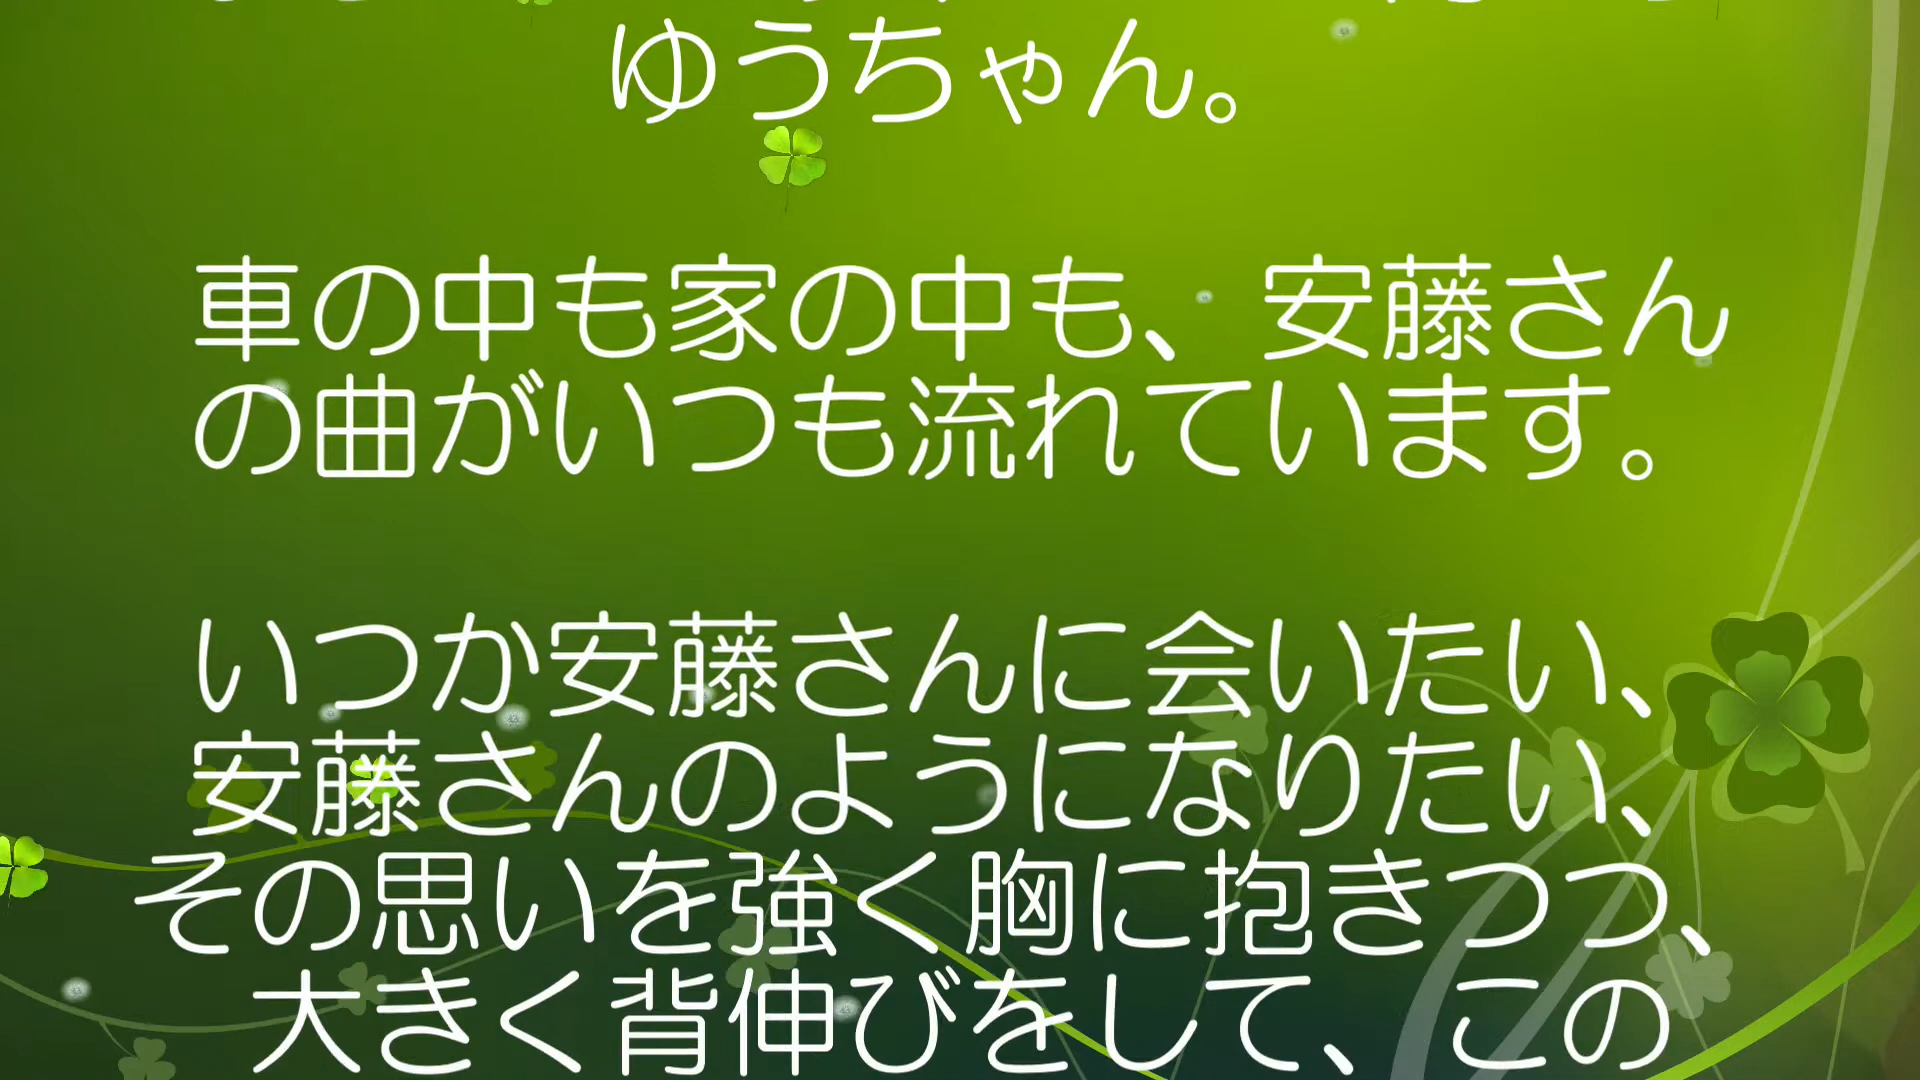 ゆうちゃん。
車の中も家の中も、安藤さん
の曲がいつも流れています。
いつか安藤さんに会いたい、
安藤さんのようになりたい、
その思いを強く胸に抱きつつ、
大きく背伸びをして、この